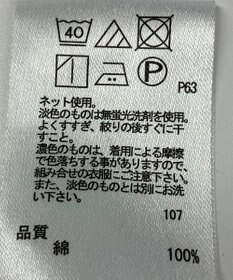 40
P
P63
ネット使用。
淡色のものは無蛍光洗剤を使用。
よくすすぎ、絞りの後すぐに干
すこと。
濃色のものは、着用による摩擦
で色落ちする事がありますので、
組み合せの衣服にご注意下さい。
また、淡色のものとは別にお洗
い下さい。
107
品質
綿 100%